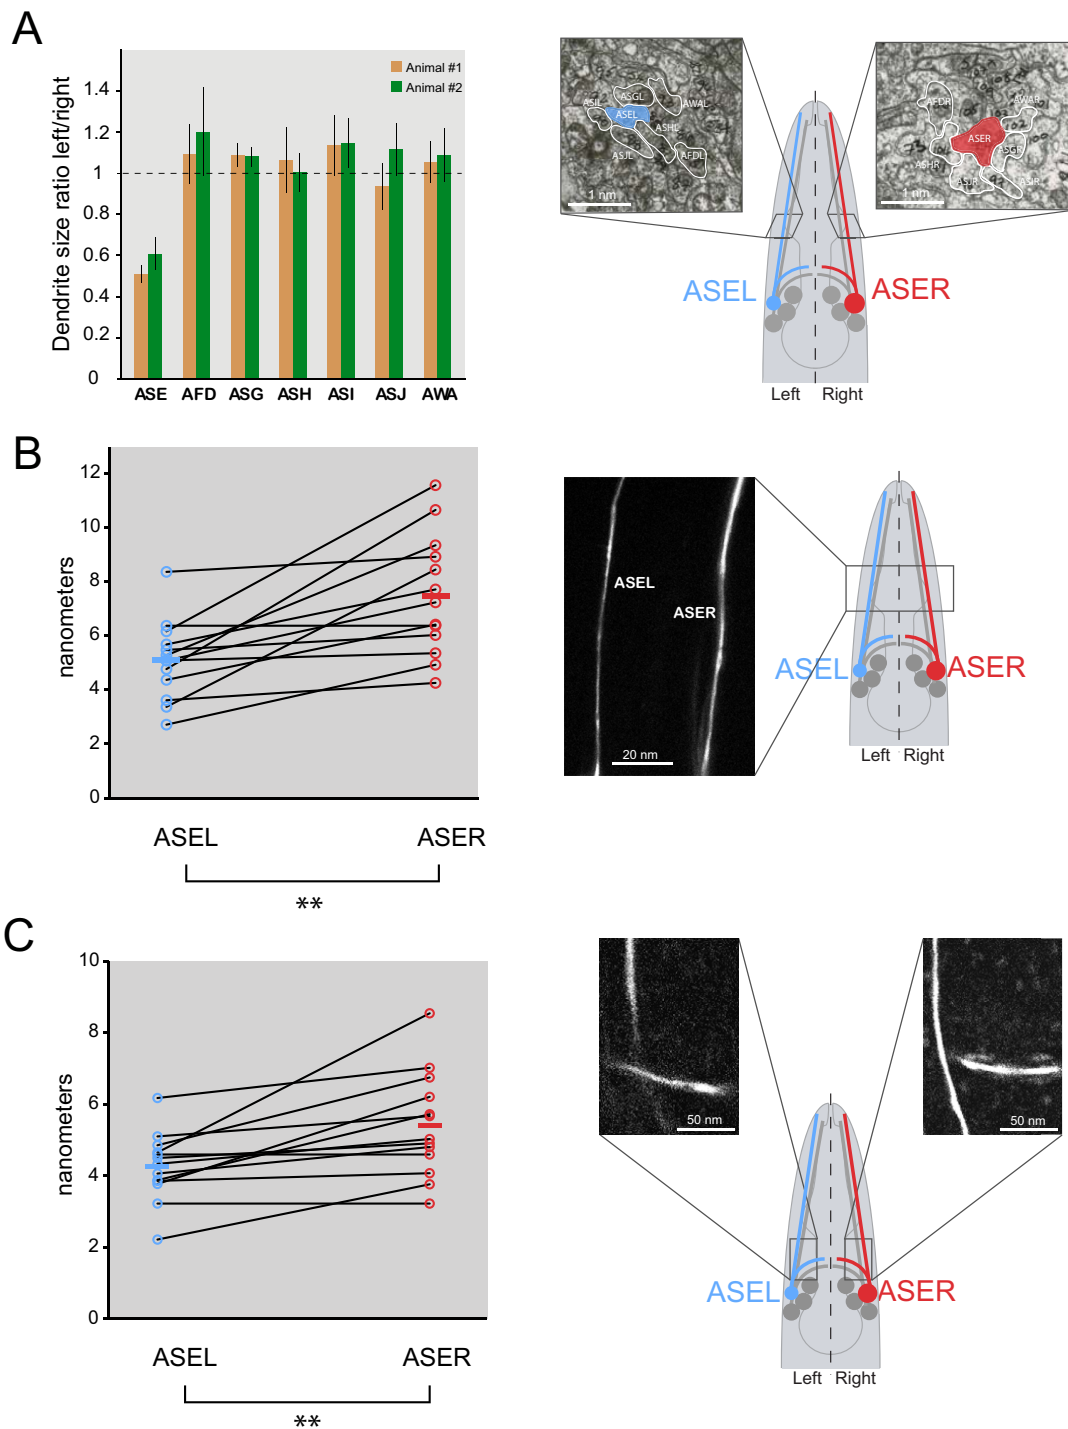 A
Dendrite size ratio left/right
1.4
1.2
1
0.8
0.6
0.4
0.2
0
Animal #1
Animal #2
ASE AFD ASG ASH ASI ASJ AWA
ASIL
ASGL
ASEL
AWAL
ASHL
ASJL
AFDL
1 nm
AFDR
AWAR
ASER
ASGR
ASHR
ASJR
ASIR
1 nm
ASEL
ASER
Left Right
B
nanometers
12
10
8
6
4
2
0
ASEL ASER
**
ASEL
ASER
20 nm
ASEL
ASER
Left Right
C
nanometers
10
8
6
4
2
0
ASEL ASER
**
50 nm
50 nm
ASEL
ASER
Left Right